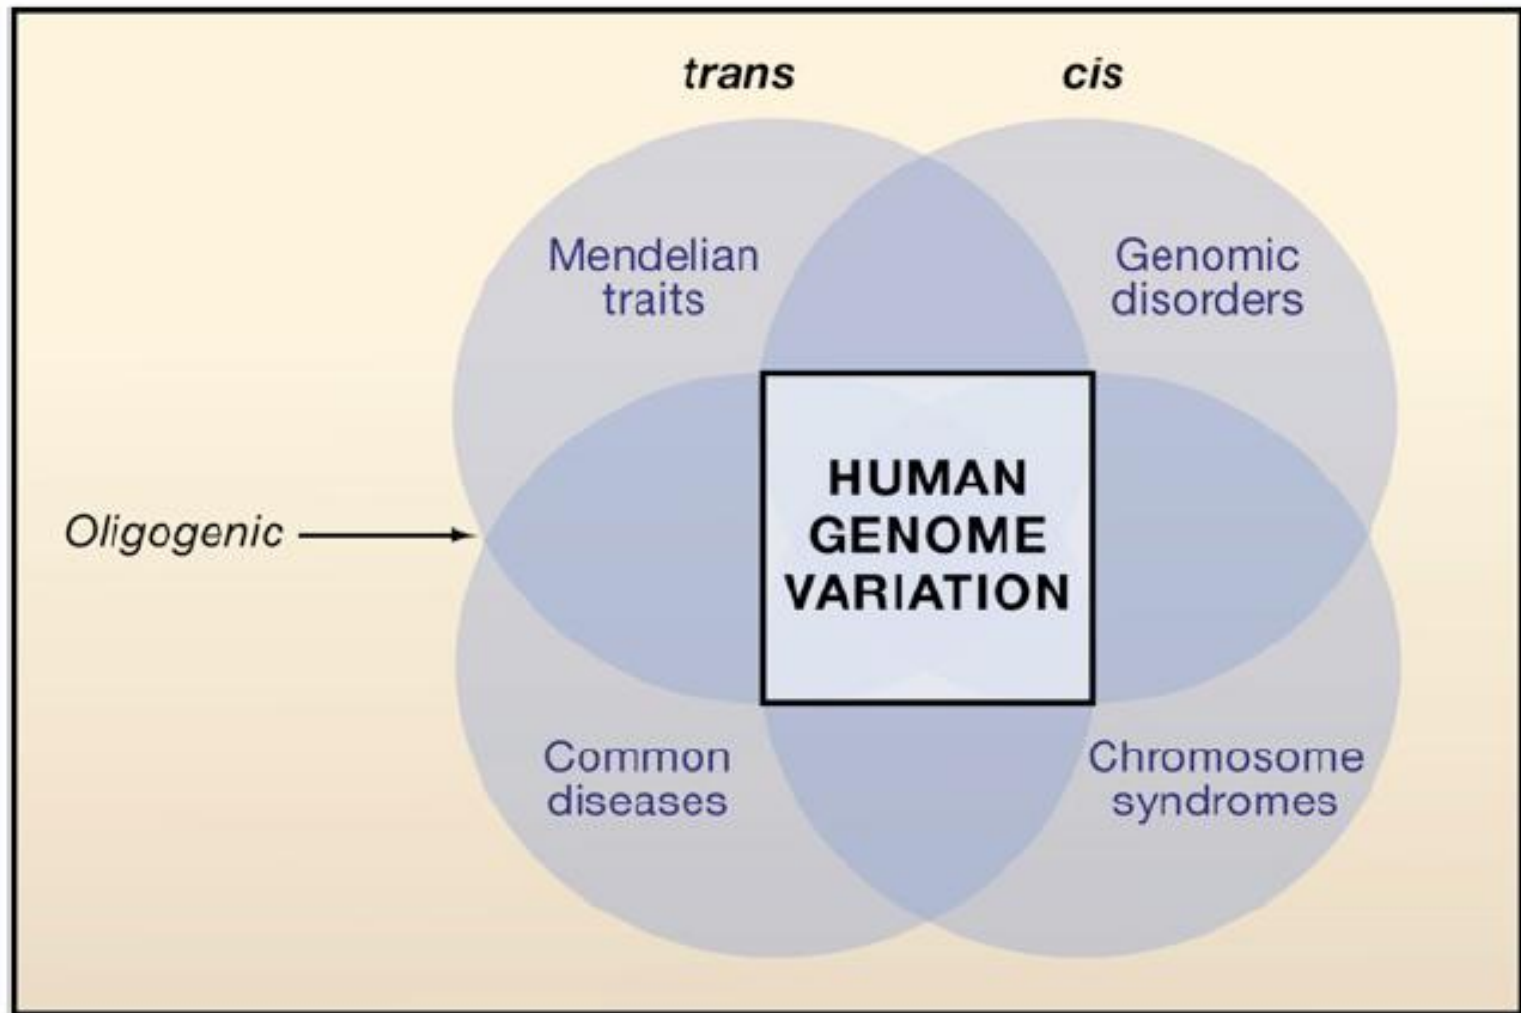 trans
cis
Mendelian
traits
Genomic
disorders
HUMAN
GENOME
VARIATION
Oligogenic
Common
diseases
Chromosome
syndromes